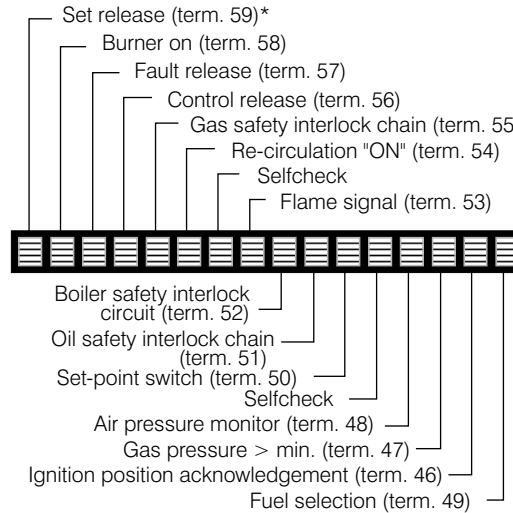 Set release (term. 59)*
Burner on (term. 58)
Fault release (term. 57)
Control release (term. 56)
Gas safety interlock chain (term. 55
Re-circulation "ON" (term. 54)
Selfcheck
Flame signal (term. 53)
Boiler safety interlock
circuit (term. 52)
Oil safety interlock chain
(term. 51)
Set-point switch (term. 50)
Selfcheck
Air pressure monitor (term. 48)
Gas pressure > min. (term. 47)
Ignition position acknowledgement (term. 46)
Fuel selection (term. 49)